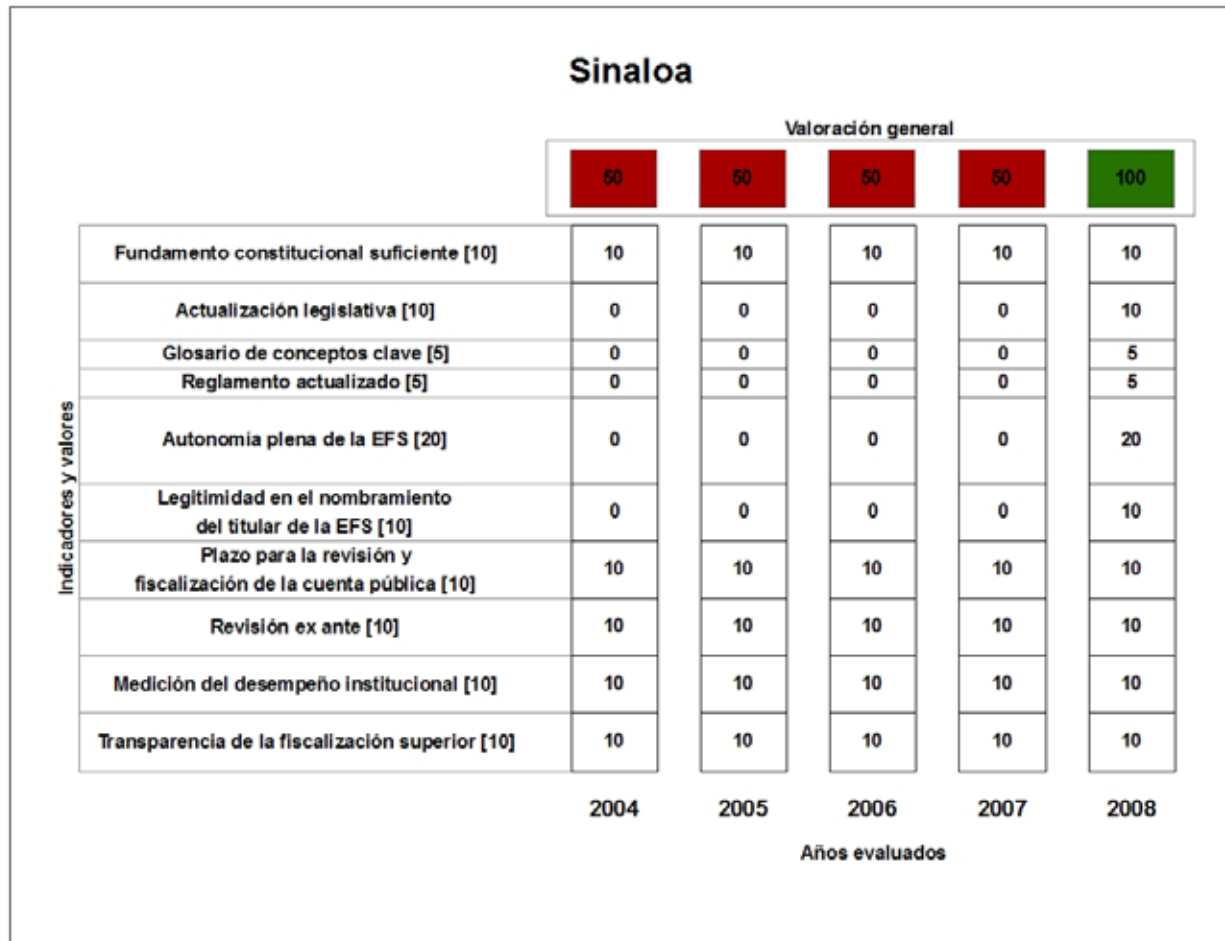 Sinaloa
Valoración general
50 50 50 50 100
Fundamento constitucional suficiente [10] 10 10 10 10 10
Actualización legislativa [10] 0 0 0 0 10
Glosario de conceptos clave [5] 0 0 0 0 5
Reglamento actualizado [5] 0 0 0 0 5
Autonomía plena de la EFS [20] 0 0 0 0 20
Legitimidad en el nombramiento
del titular de la EFS [10] 0 0 0 0 10
Plazo para la revisión y
fiscalización de la cuenta pública [10] 10 10 10 10 10
Revisión ex ante [10] 10 10 10 10 10
Medición del desempeño institucional [10] 10 10 10 10 10
Transparencia de la fiscalización superior [10] 10 10 10 10 10
Indicadores y valores
2004 2005 2006 2007 2008
Años evaluados